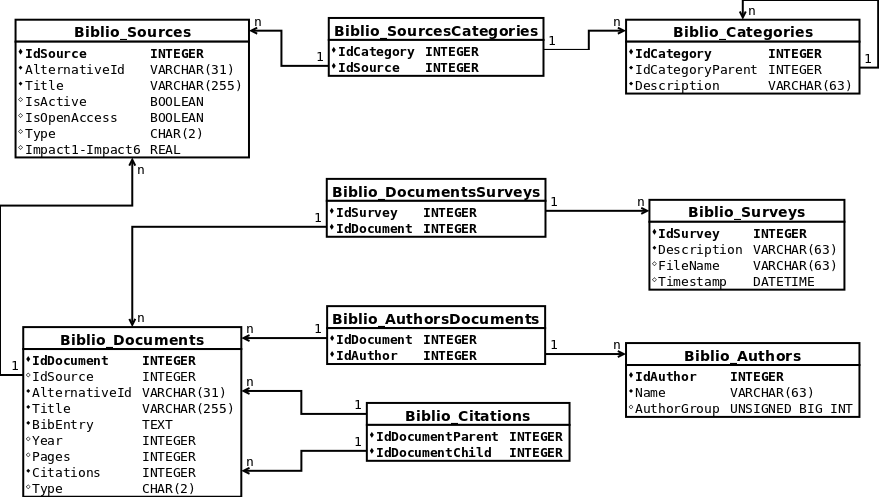 Biblio_Sources
IdSource INTEGER
AlternativeId VARCHAR(31)
Title VARCHAR(255)
IsActive BOOLEAN
IsOpenAccess BOOLEAN
Type CHAR(2)
Impact1-Impact6 REAL
n
1
Biblio_SourcesCategories
IdCategory INTEGER
IdSource INTEGER
1
n
Biblio_Categories
IdCategory INTEGER
IdCategoryParent INTEGER
Description VARCHAR(63)
n
1
n
Biblio_DocumentsSurveys
IdSurvey INTEGER
IdDocument INTEGER
1
1
n
Biblio_Surveys
IdSurvey INTEGER
Description VARCHAR(63)
FileName VARCHAR(63)
Timestamp DATETIME
n
Biblio_AuthorsDocuments
IdDocument INTEGER
IdAuthor INTEGER
n
1
1
n
Biblio_Authors
IdAuthor INTEGER
Name VARCHAR(63)
AuthorGroup UNSIGNED BIG INT
1
Biblio_Documents
IdDocument INTEGER
IdSource INTEGER
AlternativeId VARCHAR(31)
Title VARCHAR(255)
BibEntry TEXT
Year INTEGER
Pages INTEGER
Citations INTEGER
Type CHAR(2)
n
1
n
1
Biblio_Citations
IdDocumentParent INTEGER
IdDocumentChild INTEGER